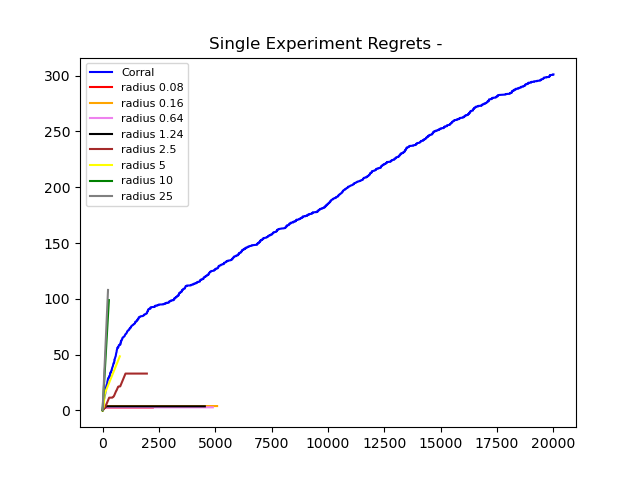 Single Experiment Regrets -
Corral
radius 0.08
radius 0.16
radius 0.64
radius 1.24
radius 2.5
radius 5
radius 10
radius 25
300
250
200
150
100
50
0
0 2500 5000 7500 10000 12500 15000 17500 20000